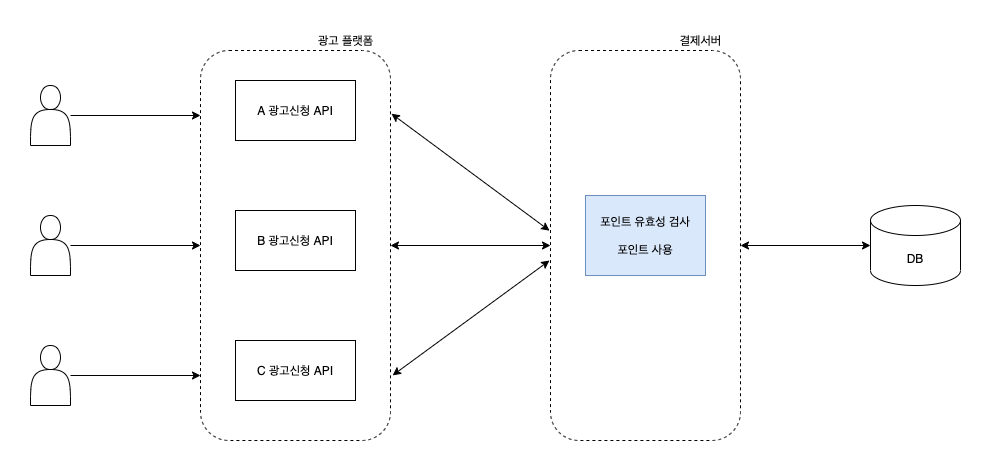 광고 플랫폼
결제서버
A 광고신청 API
B 광고신청 API
C 광고신청 API
포인트 유효성 검사
포인트 사용
DB